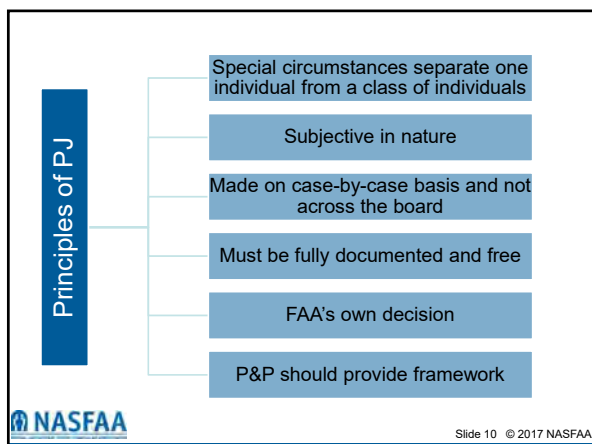 Principles of PJ
Special circumstances separate one
individual from a class of individuals
Subjective in nature
Made on case-by-case basis and not
across the board
Must be fully documented and free
FAA's own decision
P&P should provide framework
NASFAA
Slide 10 © 2017 NASFAA